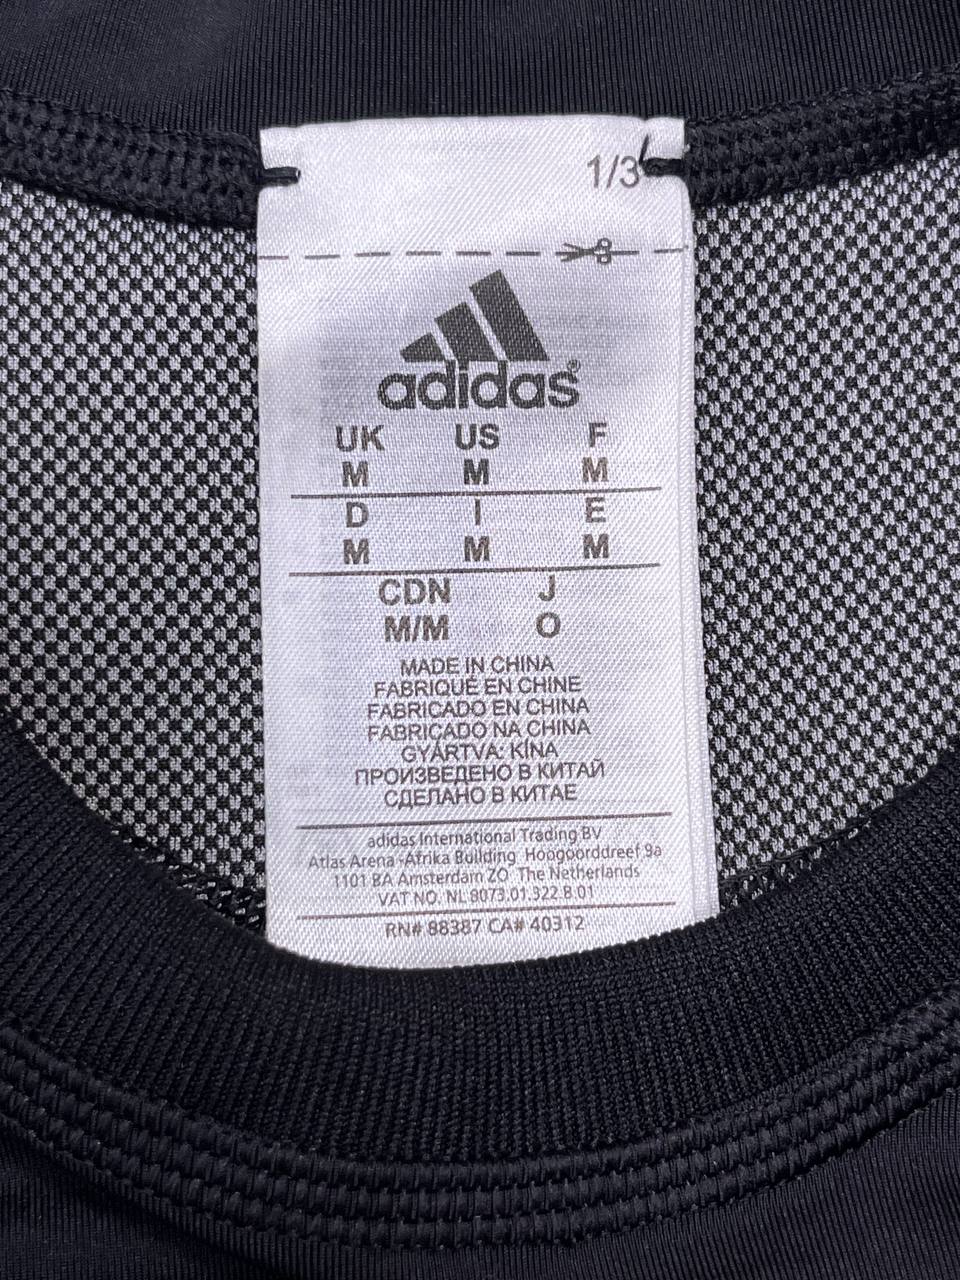 1/3
adidas®
UK US F
M M M
D I E
M M M
CDN J
M/M O
MADE IN CHINA
FABRIQUÉ EN CHINE
FABRICADO EN CHINA
FABRICADO NA CHINA
GYÁRTVA: KÍNA
ПРОИЗВЕДЕНО В КИТАЙ
СДЕЛАНО В КИТАЕ
adidas International Trading BV
Atlas Arena -Afrika Building Hoogoorddreef 9a
1101 BA Amsterdam ZO The Netherlands
VAT NO. NL 8073.01.322.B.01
RN# 88387 CA# 40312